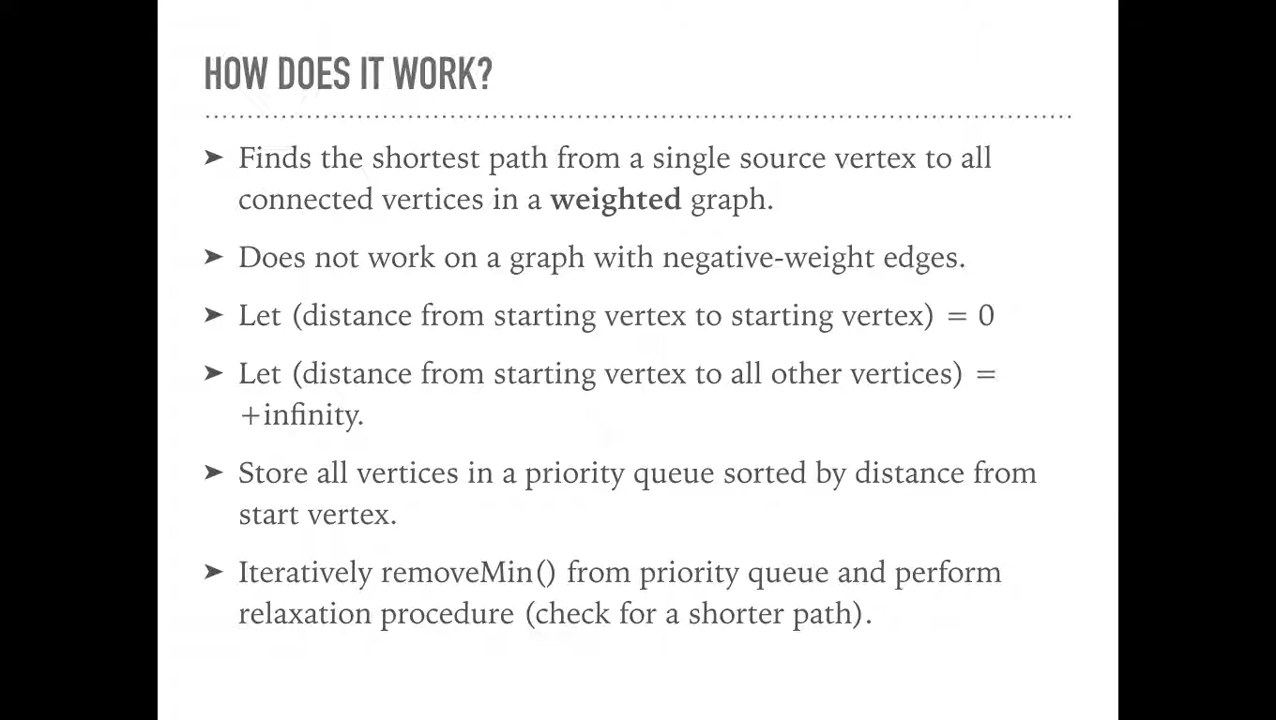 HOW DOES IT WORK?
➤ Finds the shortest path from a single source vertex to all
connected vertices in a weighted graph.
➤ Does not work on a graph with negative-weight edges.
➤ Let (distance from starting vertex to starting vertex) = 0
➤ Let (distance from starting vertex to all other vertices) =
+infinity.
➤ Store all vertices in a priority queue sorted by distance from
start vertex.
➤ Iteratively removeMin() from priority queue and perform
relaxation procedure (check for a shorter path).